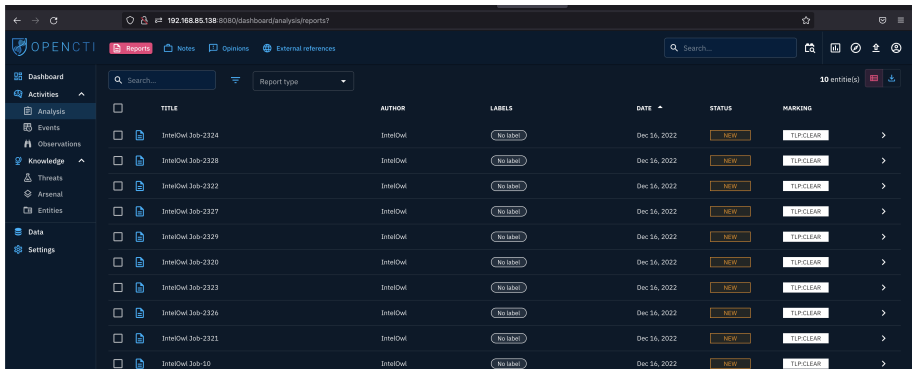 192.168.85.138:8080/dashboard/analysis/reports?
OPENCTI
Reports
Notes
Opinions
External references
Search...
Dashboard
Activities
Analysis
Events
Observations
Knowledge
Threats
Arsenal
Entities
Data
Settings
Search...
Report type
10 entitie(s)
TITLE AUTHOR LABELS DATE STATUS MARKING
IntelOwl Job-2324 IntelOwl No label Dec 16, 2022 NEW TLP:CLEAR
IntelOwl Job-2328 IntelOwl No label Dec 16, 2022 NEW TLP:CLEAR
IntelOwl Job-2322 IntelOwl No label Dec 16, 2022 NEW TLP:CLEAR
IntelOwl Job-2327 IntelOwl No label Dec 16, 2022 NEW TLP:CLEAR
IntelOwl Job-2329 IntelOwl No label Dec 16, 2022 NEW TLP:CLEAR
IntelOwl Job-2320 IntelOwl No label Dec 16, 2022 NEW TLP:CLEAR
IntelOwl Job-2323 IntelOwl No label Dec 16, 2022 NEW TLP:CLEAR
IntelOwl Job-2326 IntelOwl No label Dec 16, 2022 NEW TLP:CLEAR
IntelOwl Job-2321 IntelOwl No label Dec 16, 2022 NEW TLP:CLEAR
IntelOwl Job-10 IntelOwl No label Dec 16, 2022 NEW TLP:CLEAR